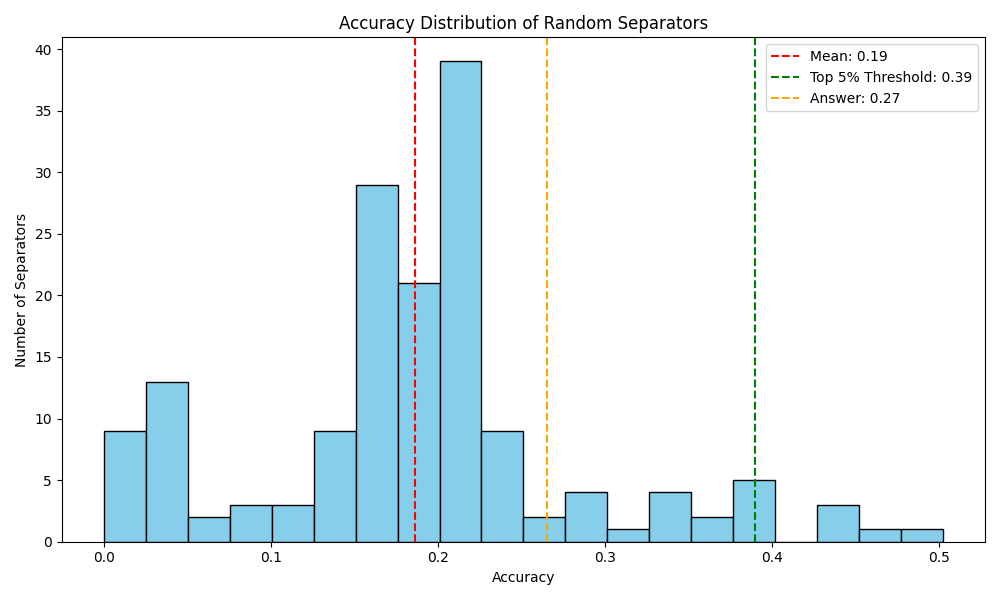 Accuracy Distribution of Random Separators
Mean: 0.19
Top 5% Threshold: 0.39
Answer: 0.27
Number of Separators
40
35
30
25
20
15
10
5
0
0.0 0.1 0.2 0.3 0.4 0.5
Accuracy